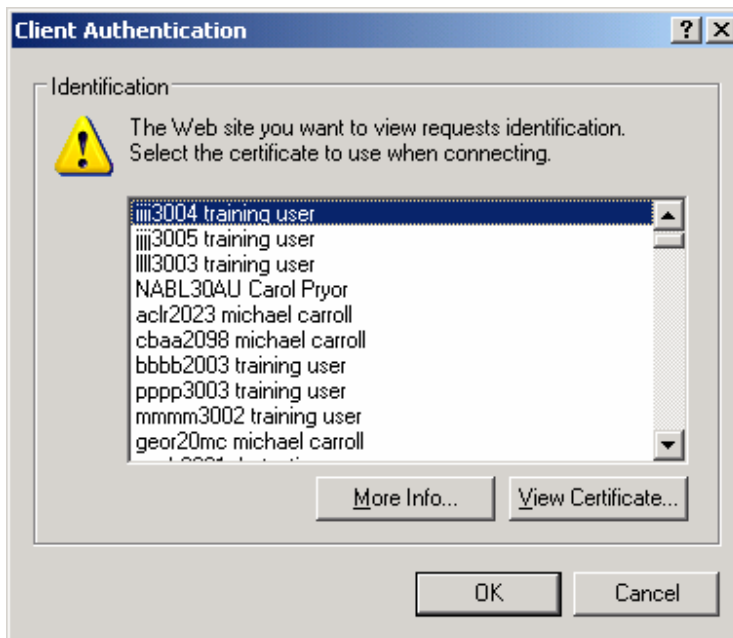 Client Authentication
Identification
The Web site you want to view requests identification.
Select the certificate to use when connecting.
iiii3004 training user
jjjj3005 training user
llll3003 training user
NABL30AU Carol Pryor
aclr2023 michael carroll
cbaa2098 michael carroll
bbbb2003 training user
pppp3003 training user
mmmm3002 training user
geor20mc michael carroll
More Info... View Certificate...
OK Cancel